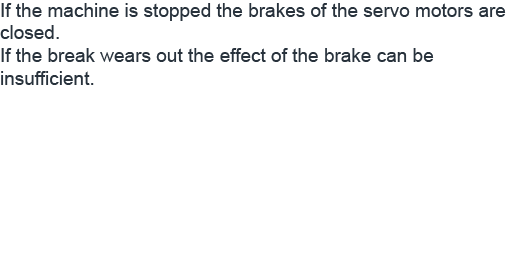 If the machine is stopped the brakes of the servo motors are
closed.
If the break wears out the effect of the brake can be
insufficient.